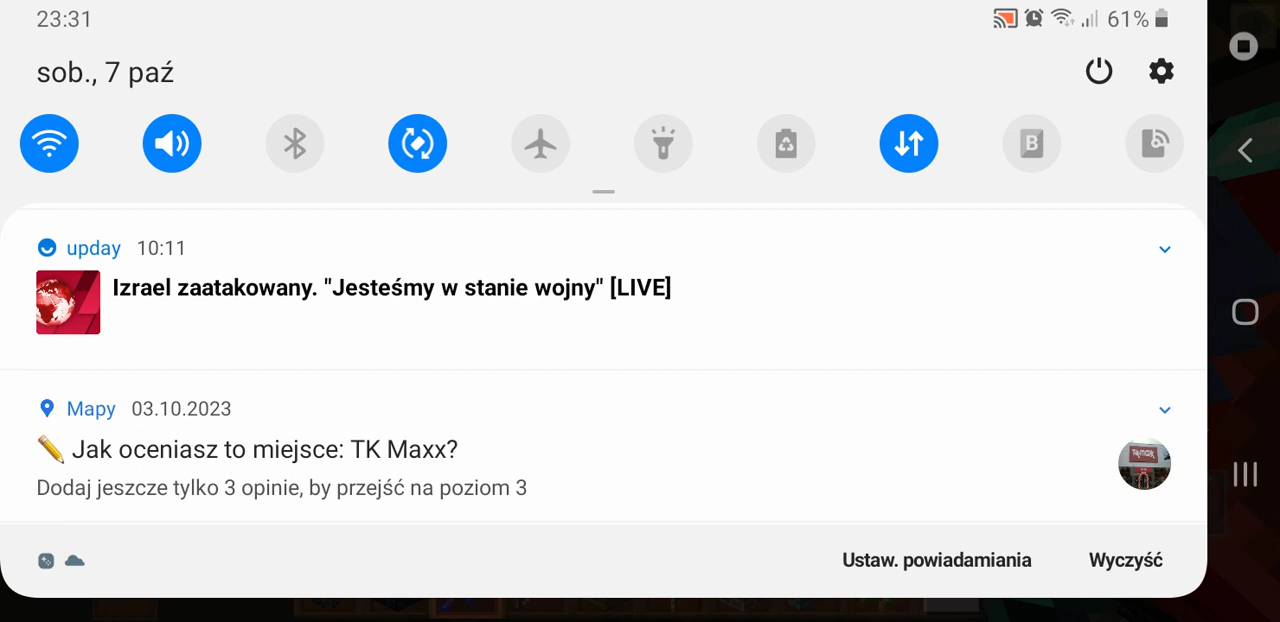 23:31
61%
sob., 7 paź
B
upday 10:11
Izrael zaatakowany. "Jesteśmy w stanie wojny" [LIVE]
Mapy 03.10.2023
✏️ Jak oceniasz to miejsce: TK Maxx?
Dodaj jeszcze tylko 3 opinie, by przejść na poziom 3
TK maxx
Ustaw. powiadamiania Wyczyść